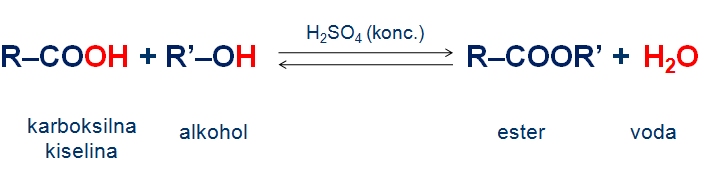 H₂SO₄ (konc.)
R–COOH + R’–OH R–COOR’ + H₂O
karboksilna kiselina
alkohol
ester
voda